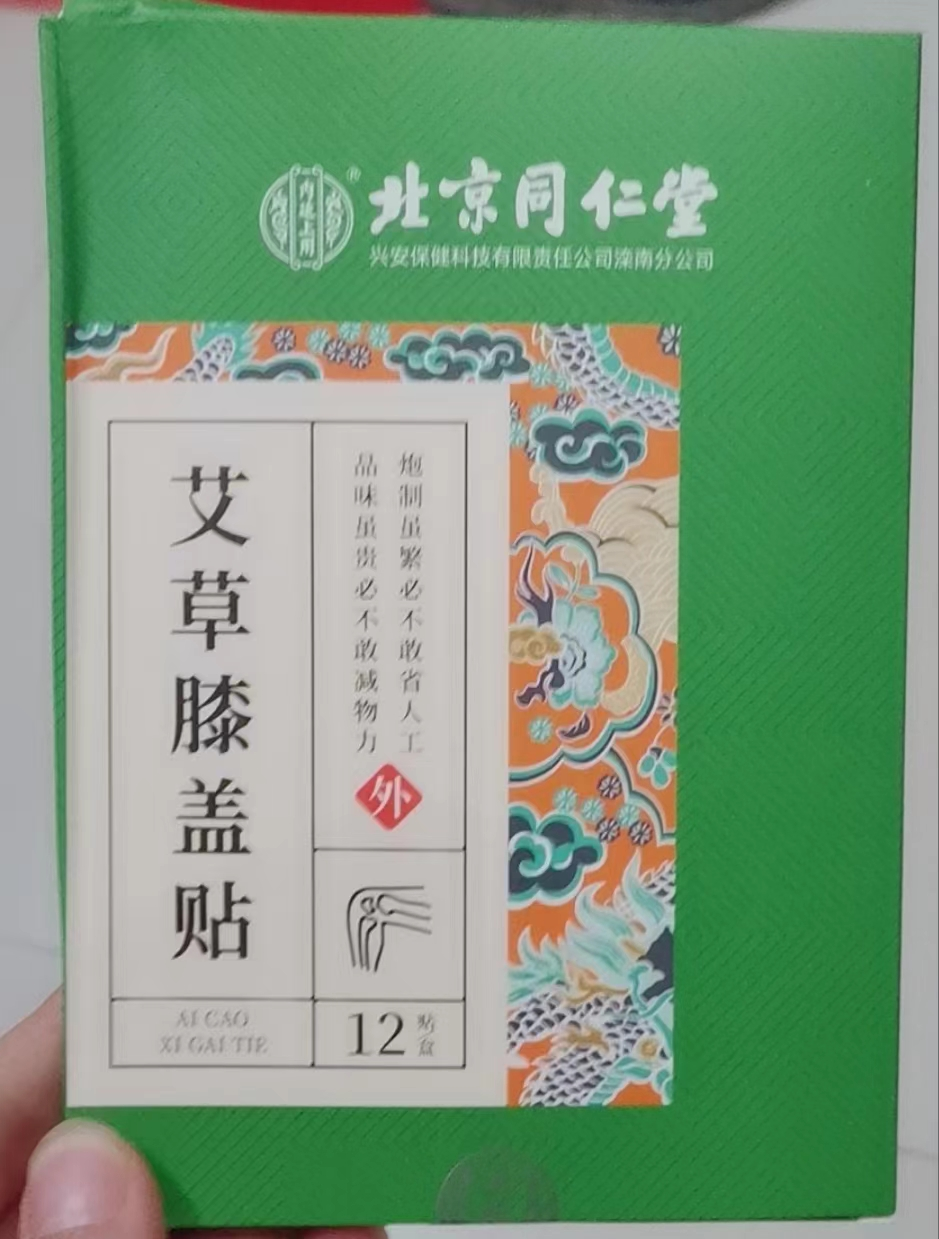 内廷上用
®
北京同仁堂
兴安保健科技有限责任公司滦南分公司
艾草膝盖贴
炮制虽繁必不敢省人工
品味虽贵必不敢减物力
外
AI CAO
XI GAI TIE
12贴/盒